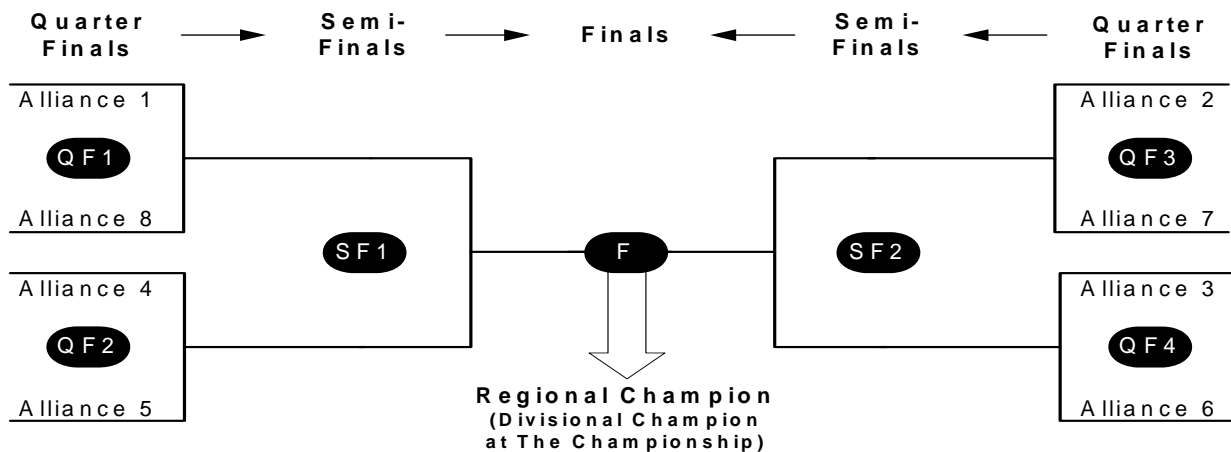 Quarter Finals
Semi-Finals
Finals
Semi-Finals
Quarter Finals
Alliance 1
Alliance 2
QF1
QF3
Alliance 8
Alliance 7
SF1
F
SF2
Alliance 4
Alliance 3
QF2
QF4
Regional Champion
Alliance 5
(Divisional Champion
Alliance 6
at The Championship)